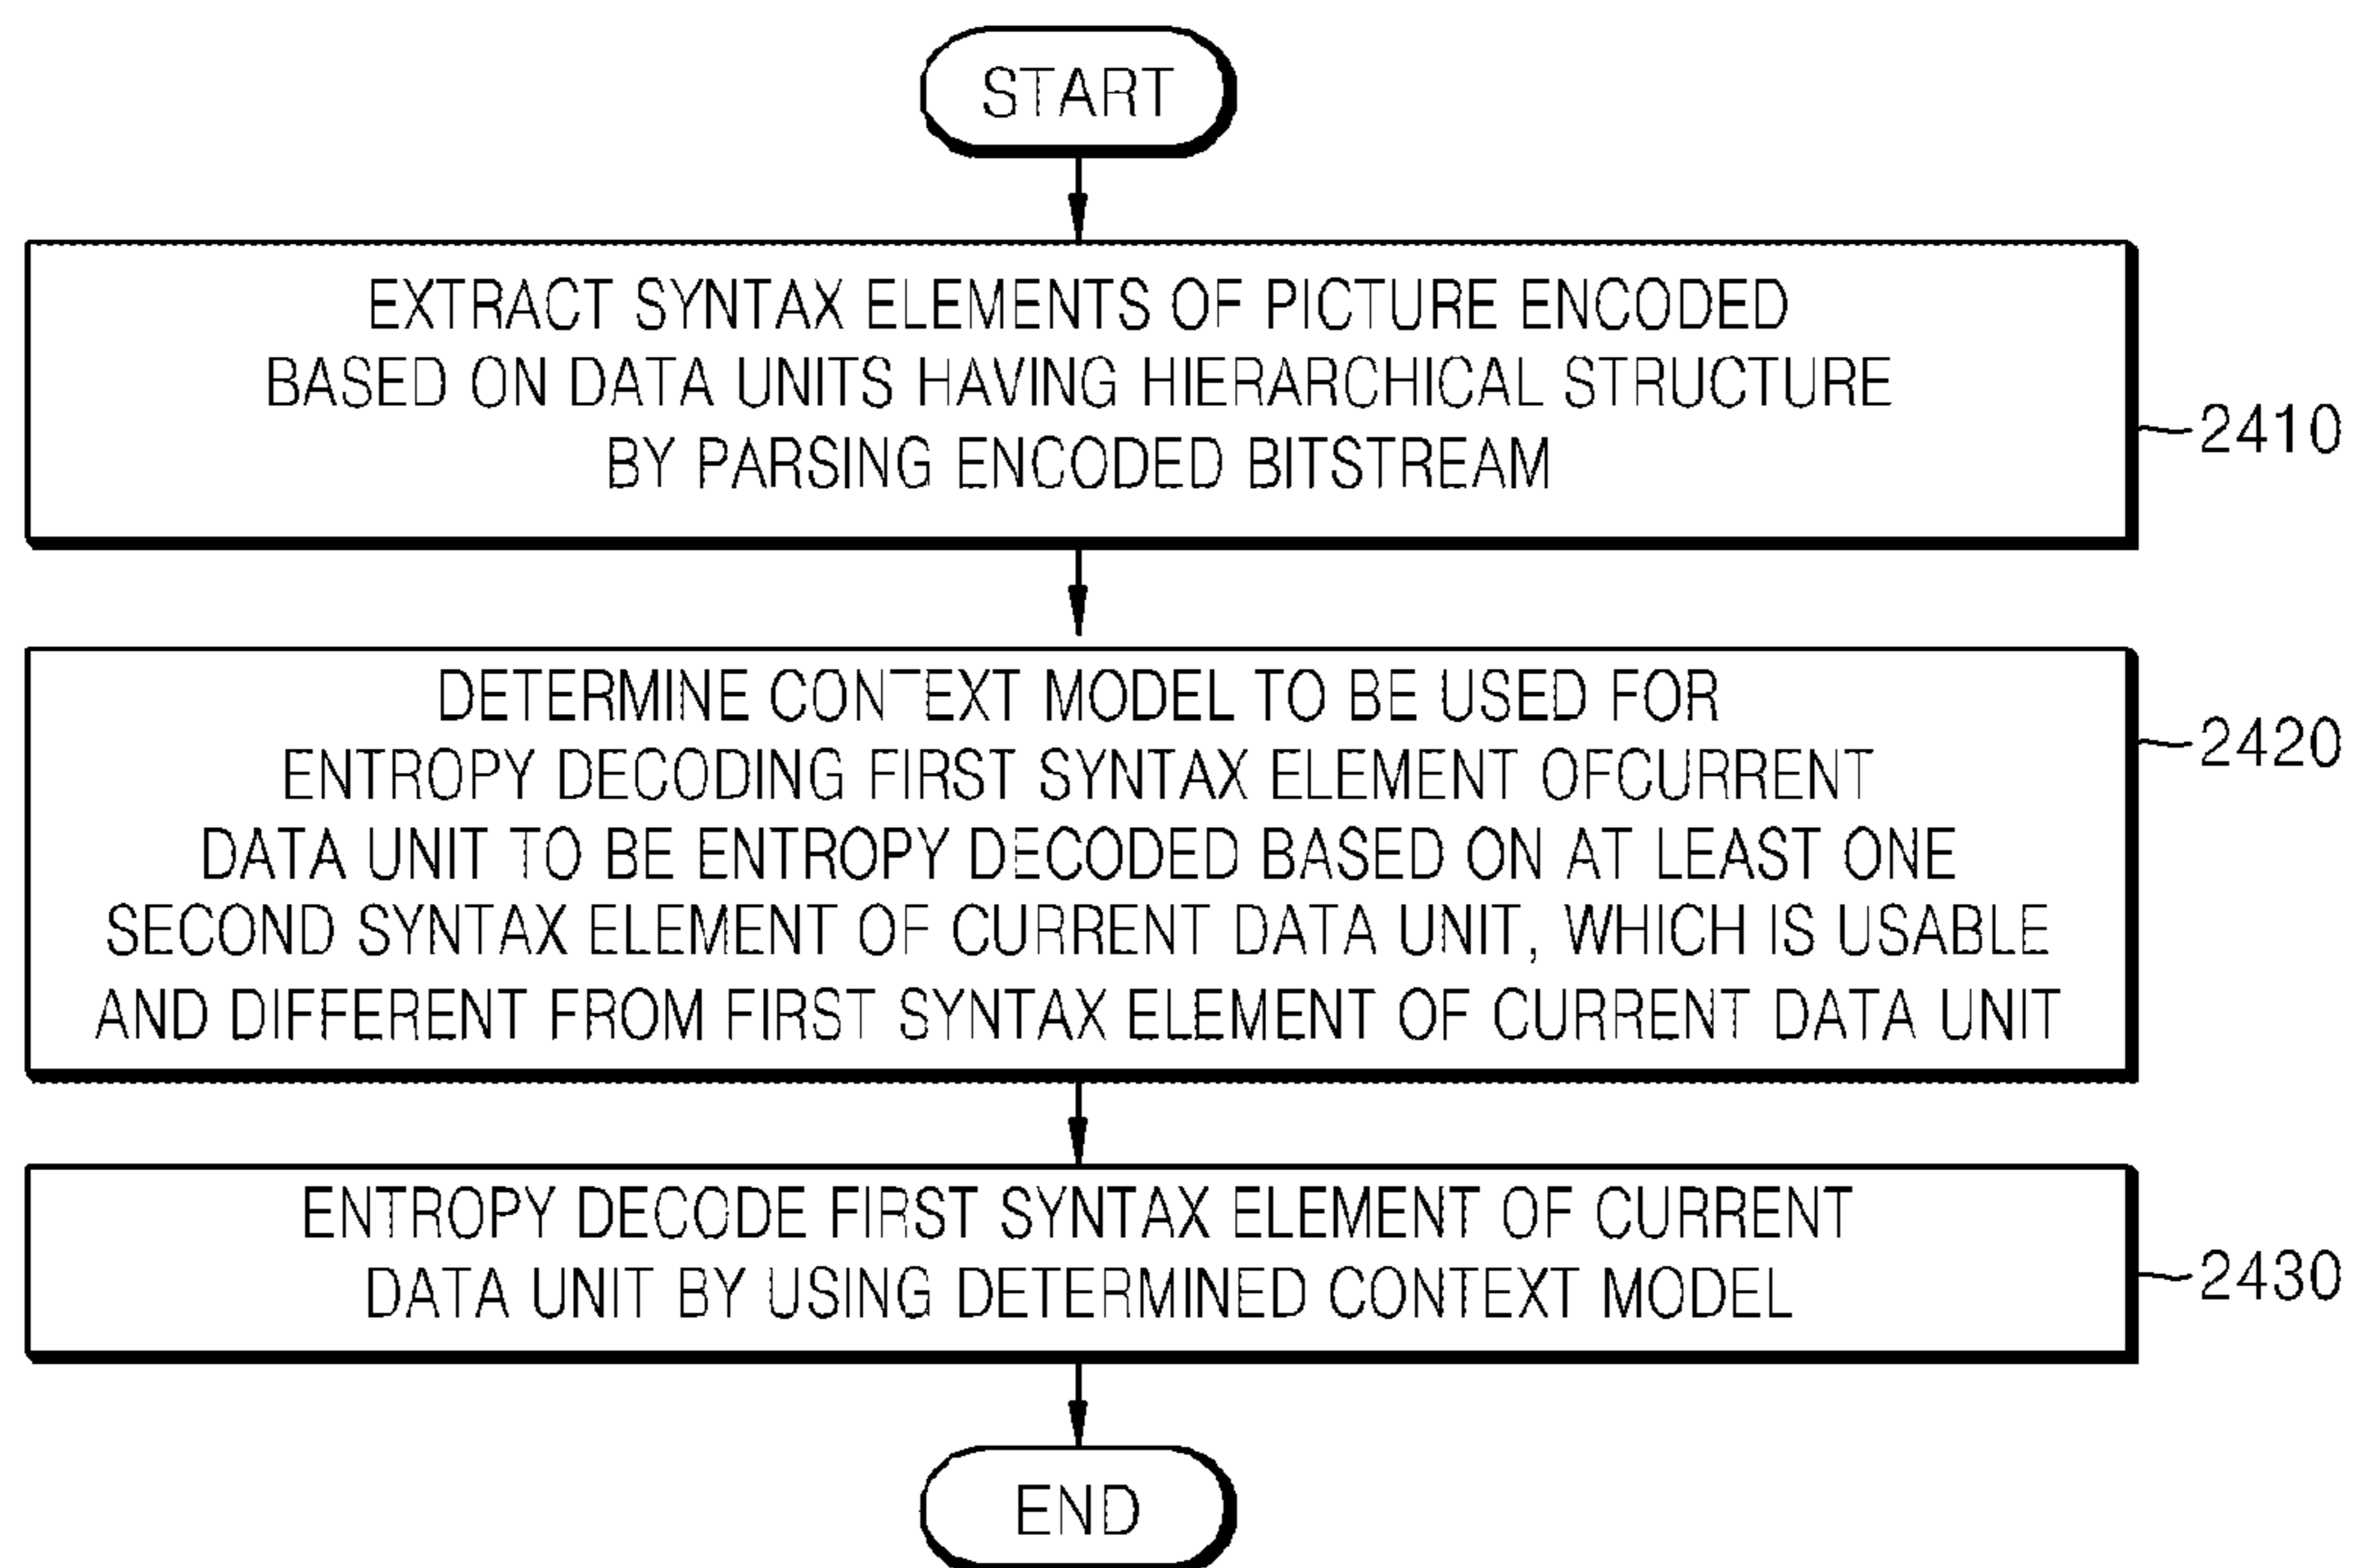 START
EXTRACT SYNTAX ELEMENTS OF PICTURE ENCODED
BASED ON DATA UNITS HAVING HIERARCHICAL STRUCTURE
BY PARSING ENCODED BITSTREAM
2410
DETERMINE CONTEXT MODEL TO BE USED FOR
ENTROPY DECODING FIRST SYNTAX ELEMENT OFCURRENT
DATA UNIT TO BE ENTROPY DECODED BASED ON AT LEAST ONE
SECOND SYNTAX ELEMENT OF CURRENT DATA UNIT, WHICH IS USABLE
AND DIFFERENT FROM FIRST SYNTAX ELEMENT OF CURRENT DATA UNIT
2420
ENTROPY DECODE FIRST SYNTAX ELEMENT OF CURRENT
DATA UNIT BY USING DETERMINED CONTEXT MODEL
2430
END